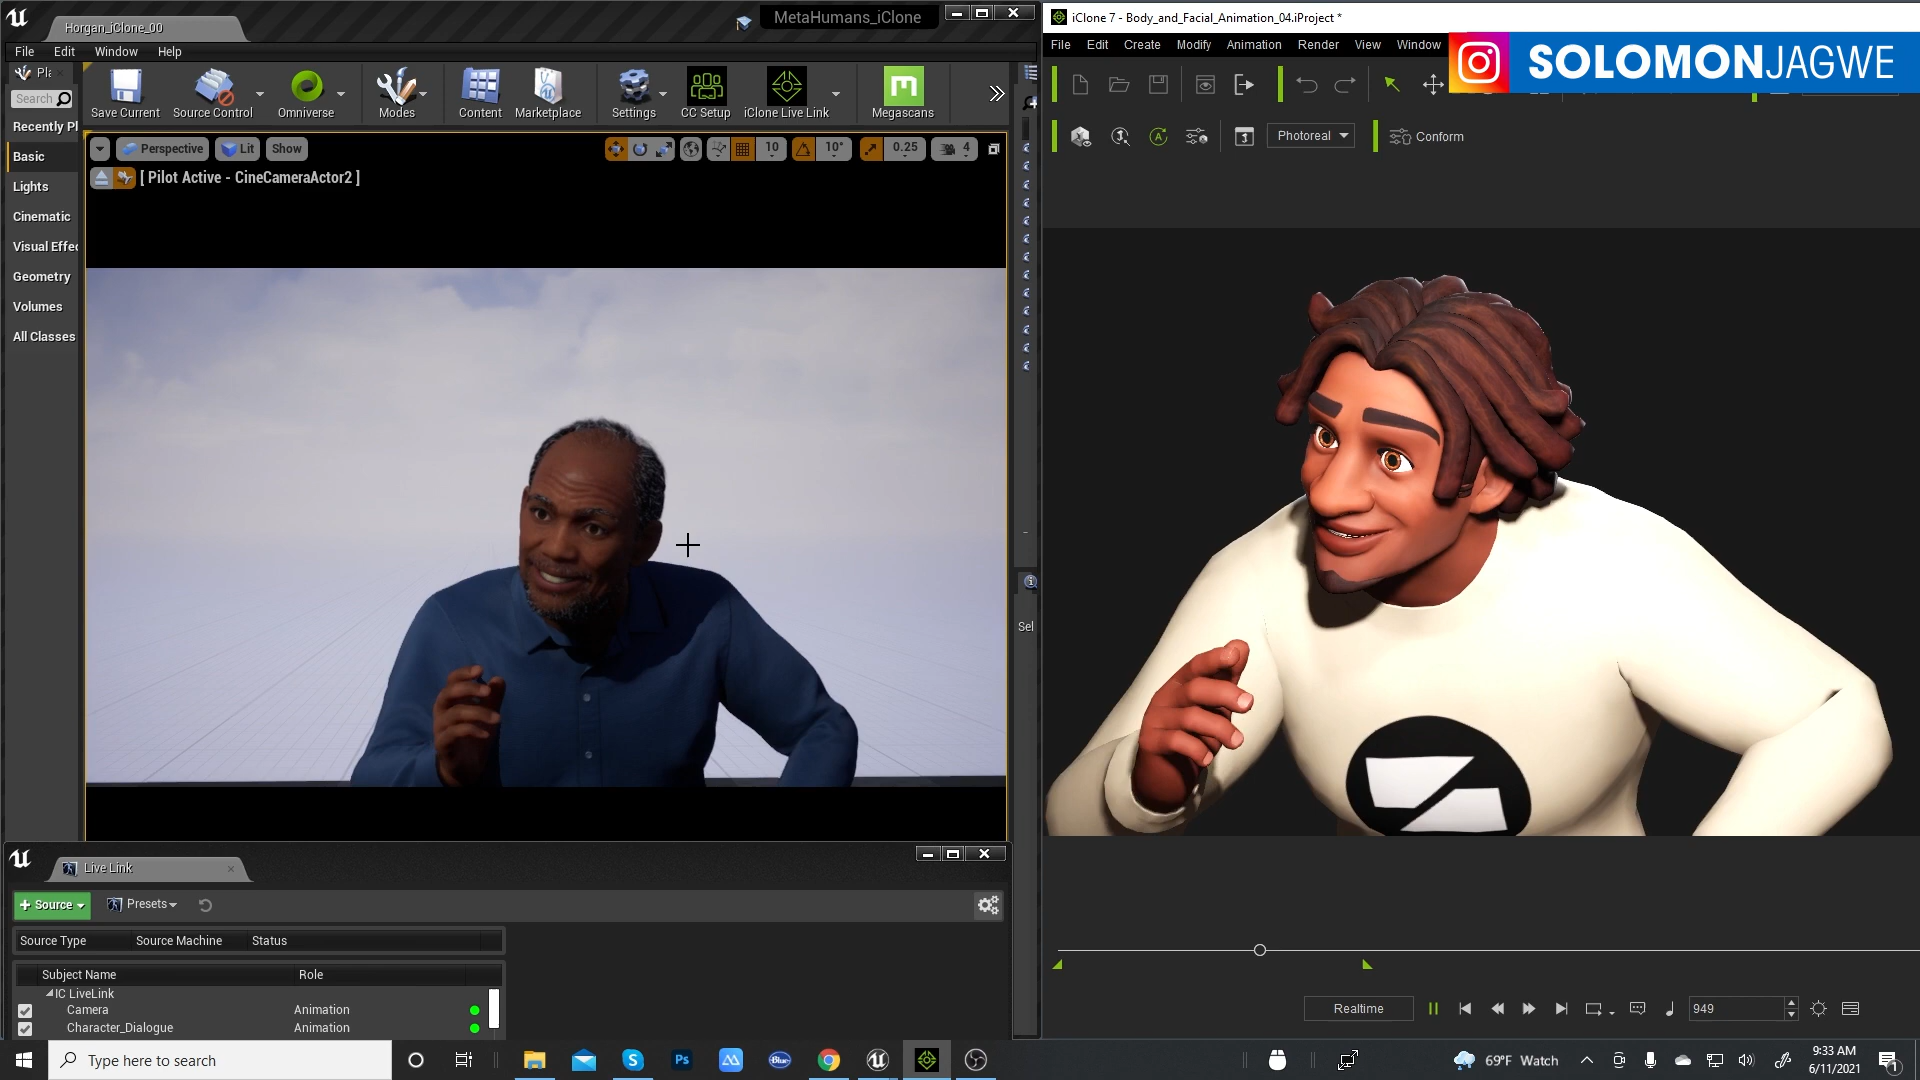 Horgan_iClone_00
MetaHumans_iClone
File Edit Window Help
Search
Save Current Source Control Omniverse Modes Content Marketplace Settings CC Setup iClone Live Link Megascans
Recently Pl
Basic
Lights
Cinematic
Visual Effec
Geometry
Volumes
All Classes
Perspective Lit Show 10 10° 0.25 4
[ Pilot Active - CineCameraActor2 ]
Sel
Live Link
+ Source Presets
Source Type Source Machine Status
Subject Name Role
IC LiveLink
Camera Animation
Character_Dialogue Animation
iClone 7 - Body_and_Facial_Animation_04.iProject *
File Edit Create Modify Animation Render View Window
SOLOMONJAGWE
Photoreal Conform
Realtime 949
Type here to search
69°F Watch
9:33 AM
6/11/2021